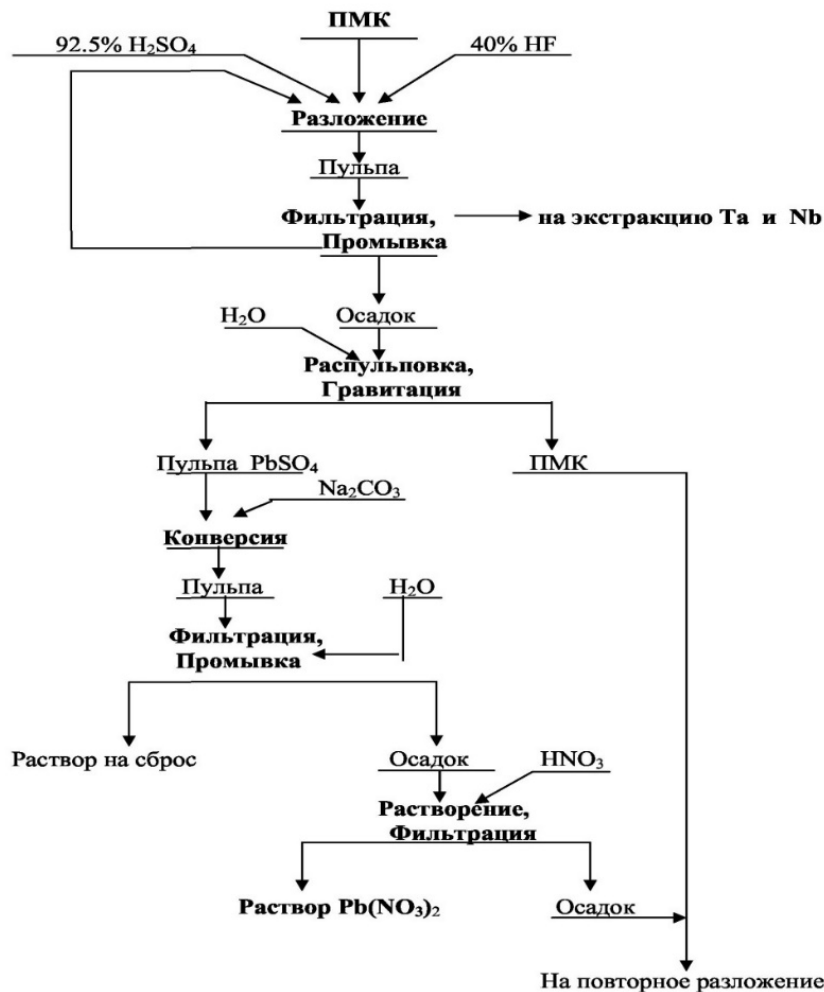 ПМК
92.5% H₂SO₄
40% HF
Разложение
Пульпа
Фильтрация,
Промывка
на экстракцию Ta и Nb
H₂O
Осадок
Распульповка,
Гравитация
Пульпа PbSO₄
ПМК
Na₂CO₃
Конверсия
Пульпа
H₂O
Фильтрация,
Промывка
Раствор на сброс
Осадок
HNO₃
Растворение,
Фильтрация
Раствор Pb(NO₃)₂
Осадок
На повторное разложение